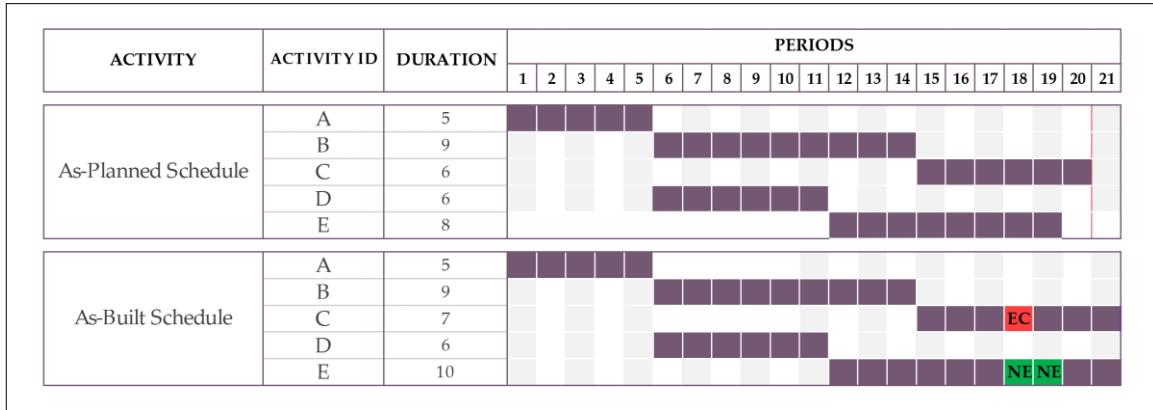 ACTIVITY ACTIVITY ID DURATION PERIODS
1 2 3 4 5 6 7 8 9 10 11 12 13 14 15 16 17 18 19 20 21
As-Planned Schedule
A 5
B 9
C 6
D 6
E 8
As-Built Schedule
A 5
B 9
C 7 EC
D 6
E 10 NE NE